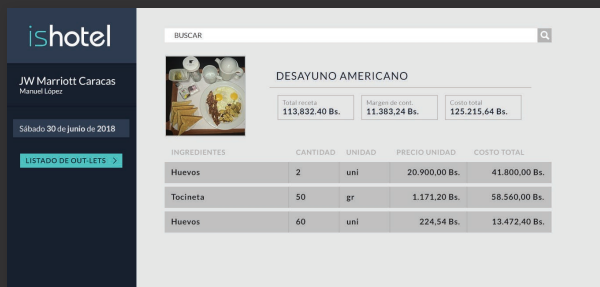 ishotel
JW Marriott Caracas
Manuel López
Sábado 30 de junio de 2018
LISTADO DE OUT-LETS >
BUSCAR
DESAYUNO AMERICANO
Total receta
113,832.40 Bs.
Margen de cont.
11.383,24 Bs.
Costo total
125.215,64 Bs.
INGREDIENTES CANTIDAD UNIDAD PRECIO UNIDAD COSTO TOTAL
Huevos 2 uni 20.900,00 Bs. 41.800,00 Bs.
Tocineta 50 gr 1.171,20 Bs. 58.560,00 Bs.
Huevos 60 uni 224,54 Bs. 13.472,40 Bs.